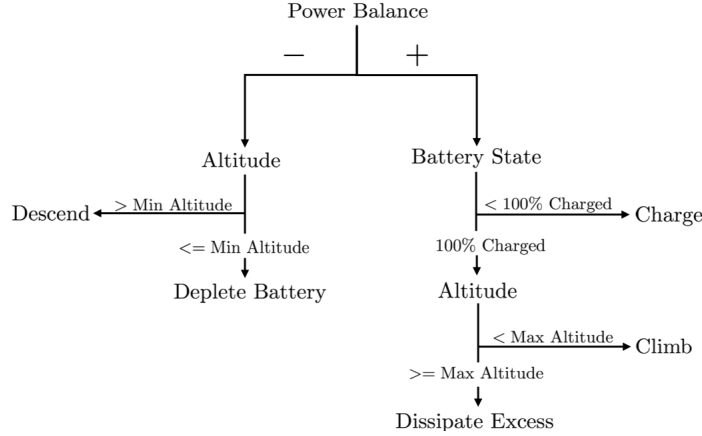 Power Balance
− +
Altitude
Battery State
Descend
> Min Altitude
< 100% Charged
Charge
<= Min Altitude
100% Charged
Deplete Battery
Altitude
< Max Altitude
Climb
>= Max Altitude
Dissipate Excess